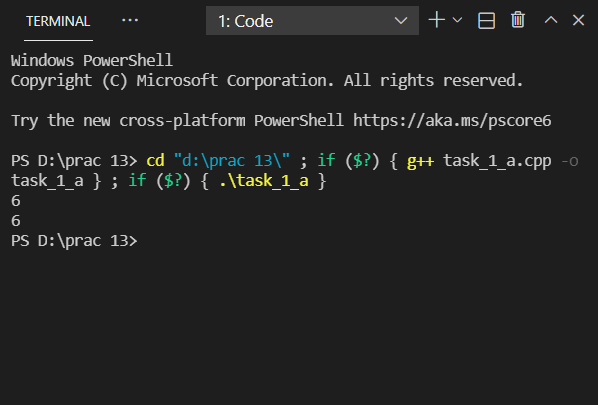 TERMINAL ... 1: Code
Windows PowerShell
Copyright (C) Microsoft Corporation. All rights reserved.
Try the new cross-platform PowerShell https://aka.ms/pscore6
PS D:\prac 13> cd "d:\prac 13\" ; if ($?) { g++ task_1_a.cpp -o
task_1_a } ; if ($?) { .\task_1_a }
6
6
PS D:\prac 13>